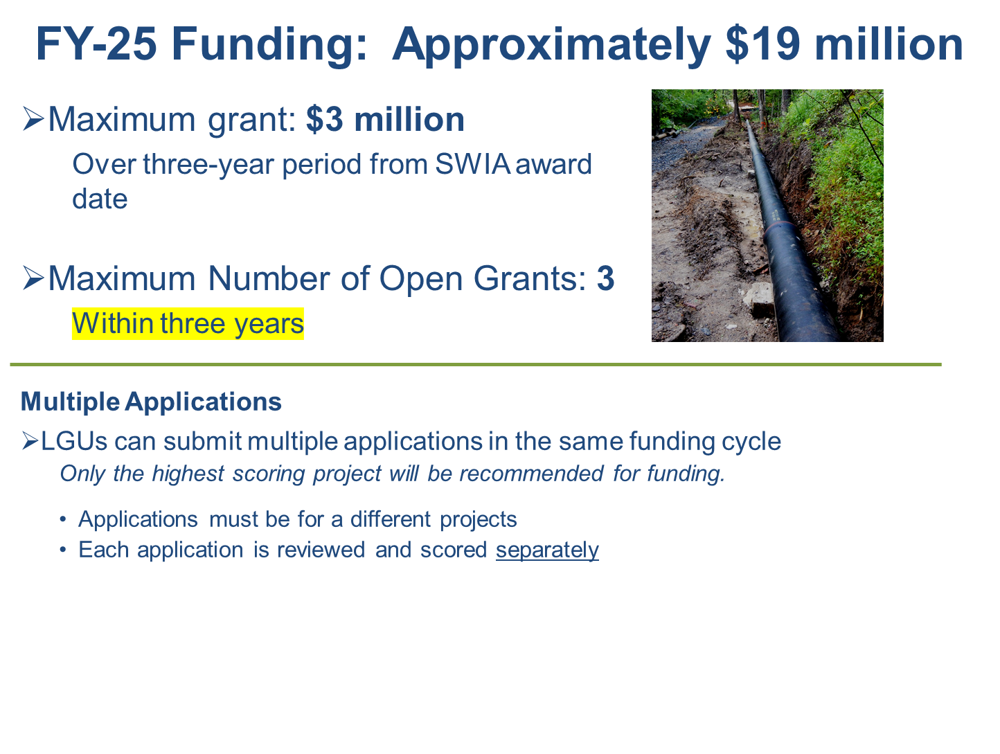 FY-25 Funding:  Approximately $19 million
➢Maximum grant: $3 million
Over three-year period from SWIA award
date
➢Maximum Number of Open Grants: 3
Within three years
Multiple Applications
➢LGUs can submit multiple applications in the same funding cycle
Only the highest scoring project will be recommended for funding.
• Applications must be for a different projects
• Each application is reviewed and scored separately